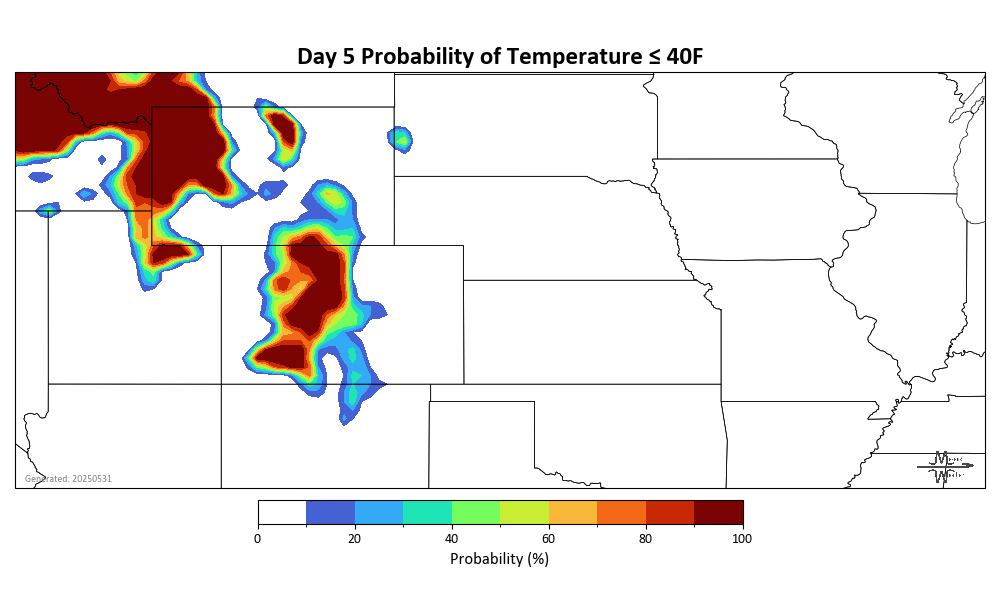 Day 5 Probability of Temperature ≤ 40F
Generated: 20250531
0 20 40 60 80 100
Probability (%)